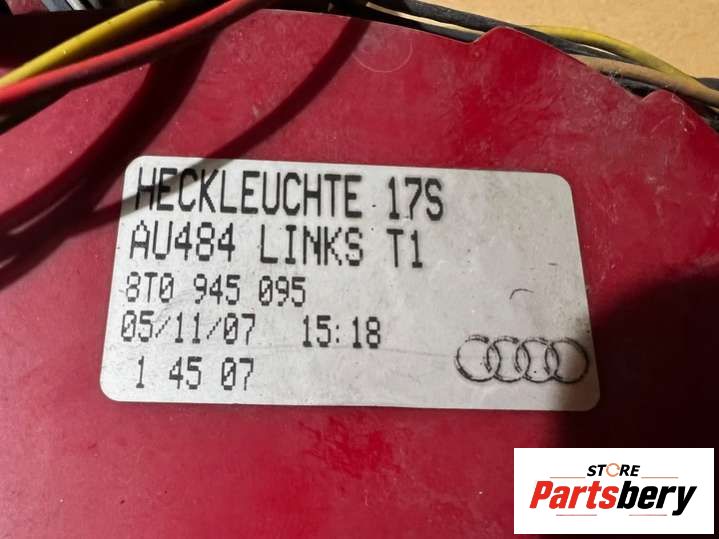 HECKLEUCHTE 17S
AU484 LINKS T1
8T0 945 095
05/11/07 15:18
1 45 07
STORE
Partsbery